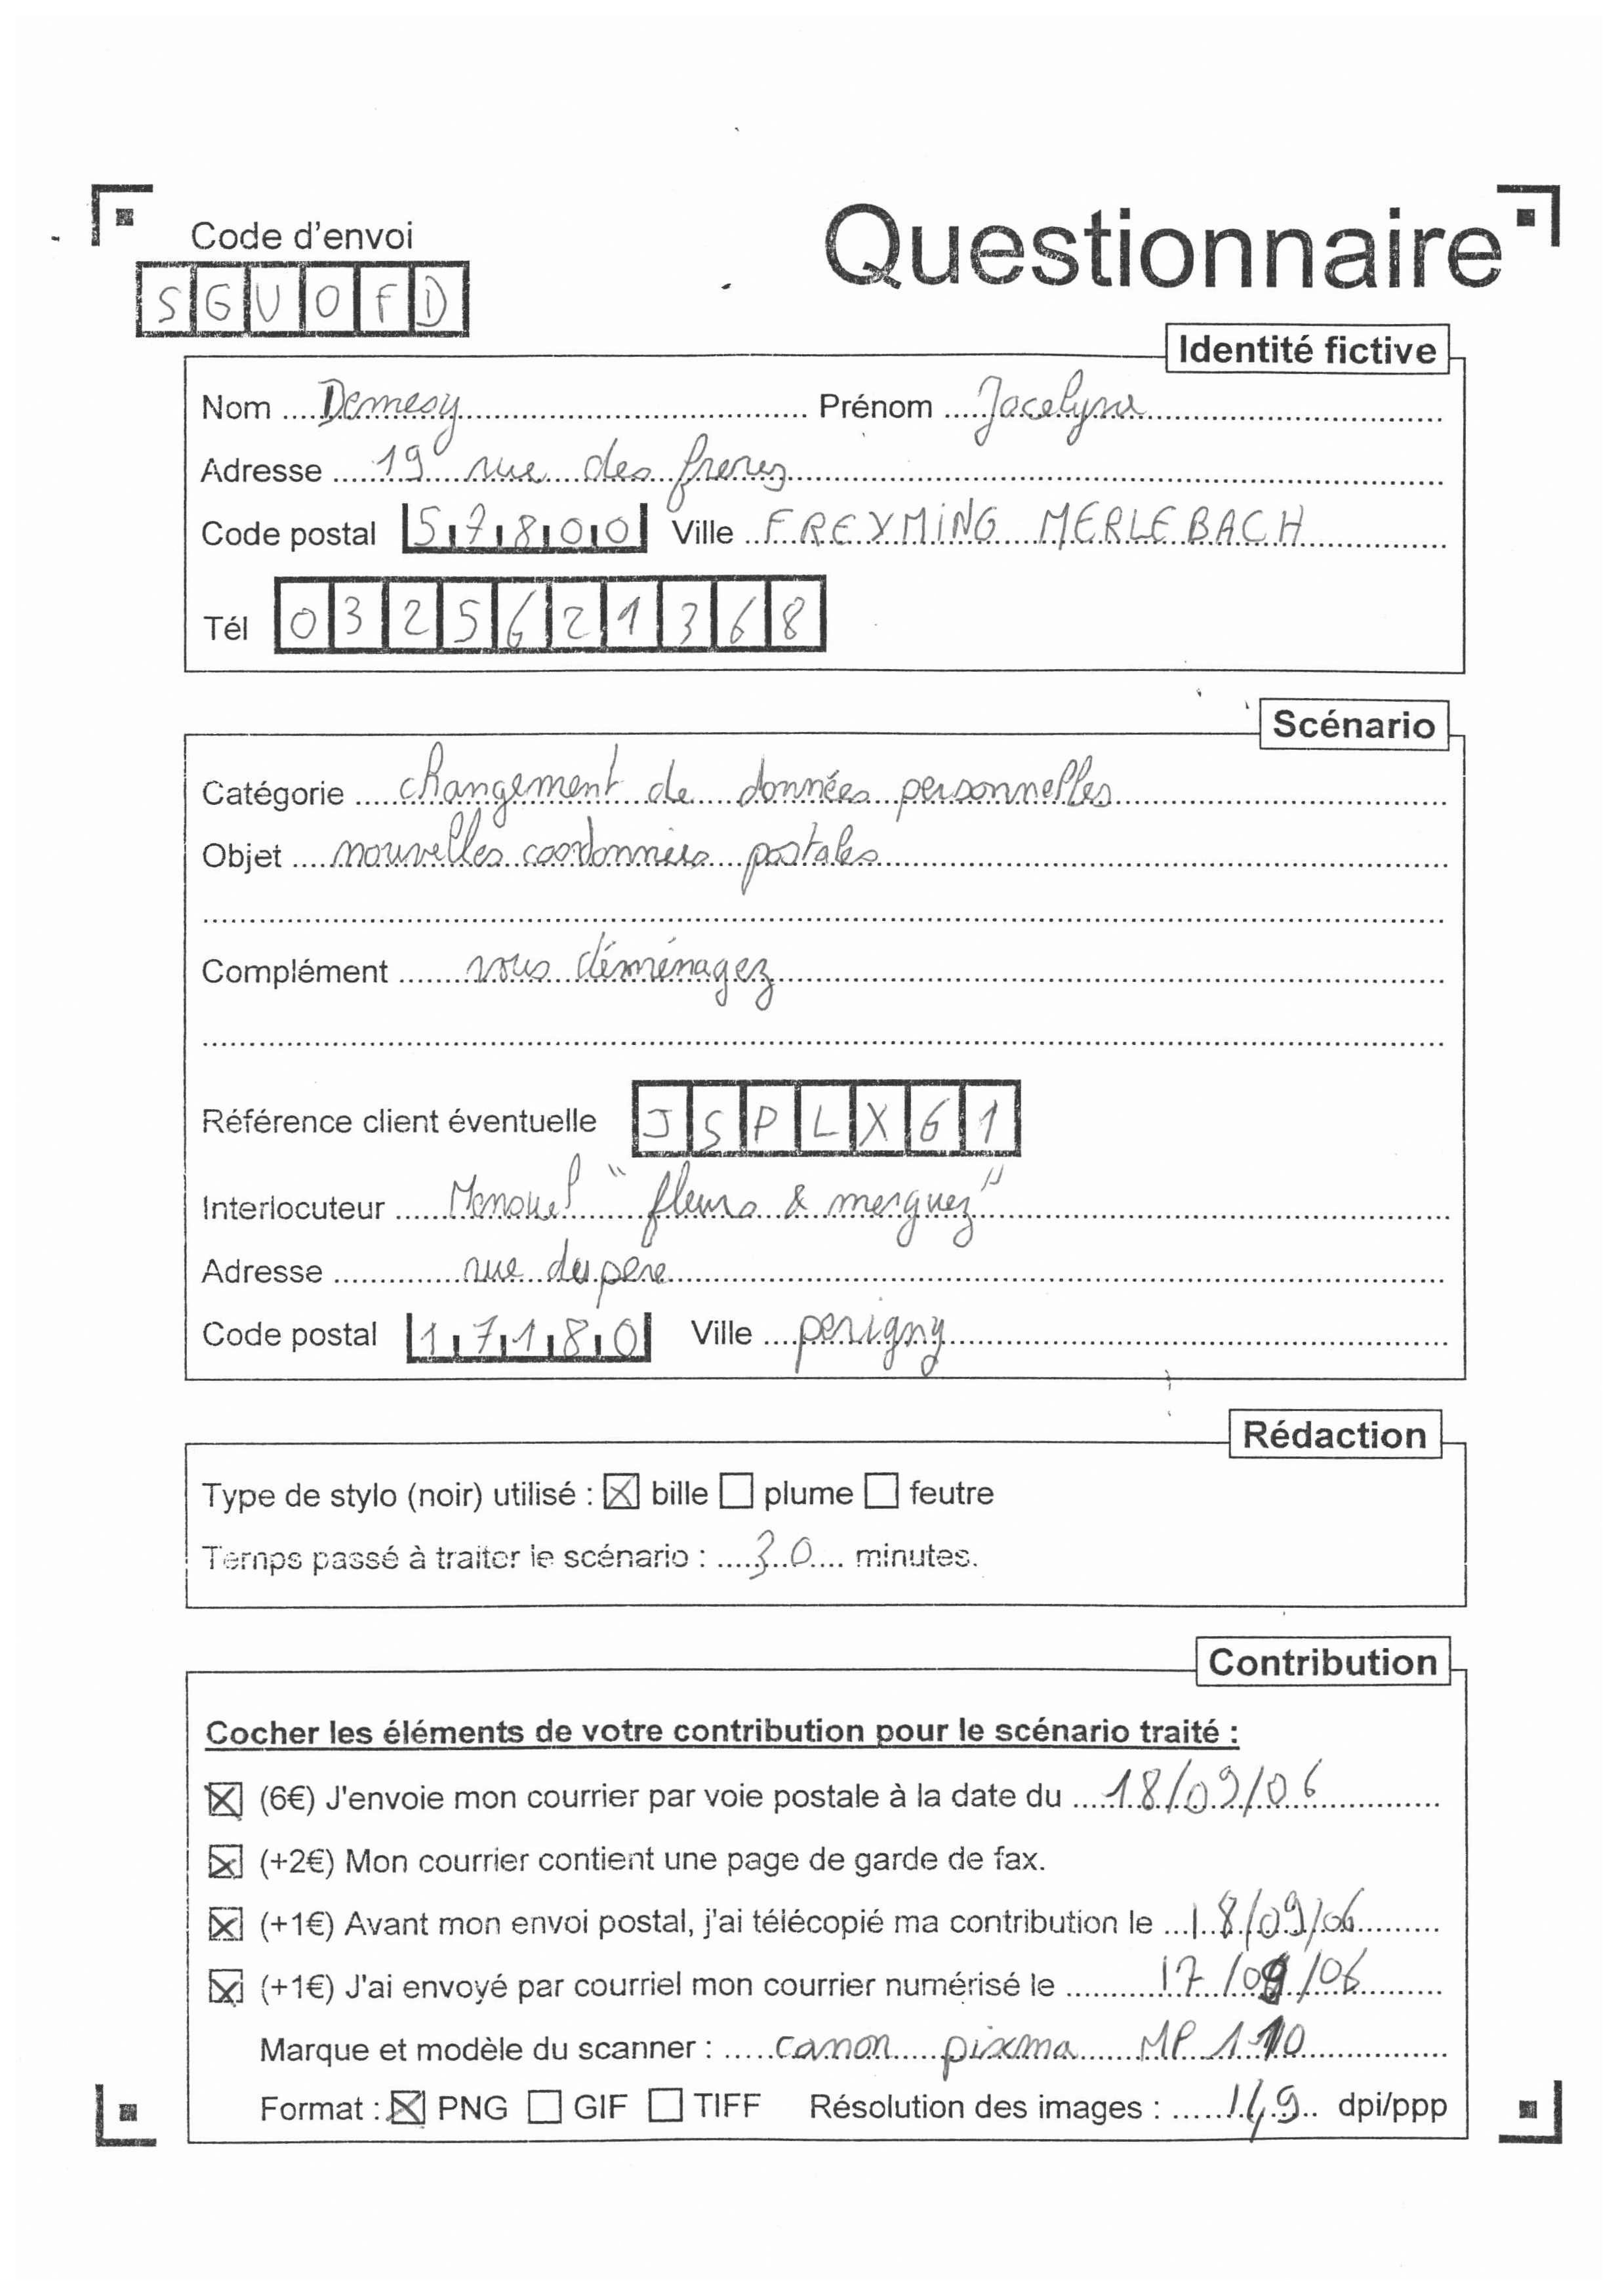 Code d'envoi
Questionnaire
SGUOFD
Identité fictive
Nom Demesy Prénom Jocelyne
Adresse 19 rue des freres
Code postal 57800 Ville FREYMING MERLEBACH
Tél 0325621368
Scénario
Catégorie changement de données personnelles
Objet nouvelles coordonnées postales
Complément vous déménagez
Référence client éventuelle JSPLX61
Interlocuteur "fleurs & merguez"
Adresse rue du pere
Code postal 17180 Ville perigny
Rédaction
Type de stylo (noir) utilisé : bille plume feutre
Temps passé à traiter le scénario : 30 minutes.
Contribution
Cocher les éléments de votre contribution pour le scénario traité :
(6€) J'envoie mon courrier par voie postale à la date du 18/09/06
(+2€) Mon courrier contient une page de garde de fax.
(+1€) Avant mon envoi postal, j'ai télécopié ma contribution le 18/09/06
(+1€) J'ai envoyé par courriel mon courrier numérisé le 17/09/06
Marque et modèle du scanner : canon pixma MP 110
Format : PNG GIF TIFF Résolution des images : 149 dpi/ppp